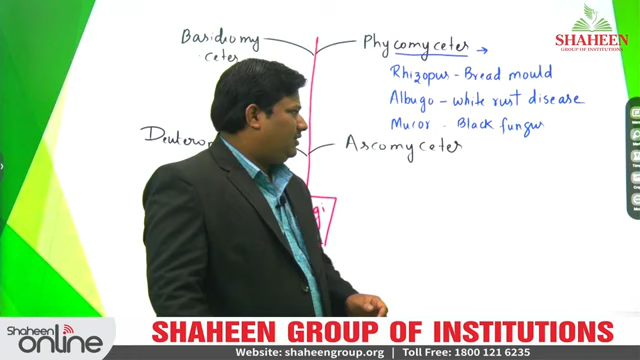 SHAHEEN
GROUP OF INSTITUTIONS
Basidiomy
cetes
Phycomycetes →
Rhizopus - Bread mould
Albugo - white rust disease
Mucor - Black fungus
Ascomycetes
Shaheen
online
SHAHEEN GROUP OF INSTITUTIONS
Website: shaheengroup.org | Toll Free: 1800 121 6235